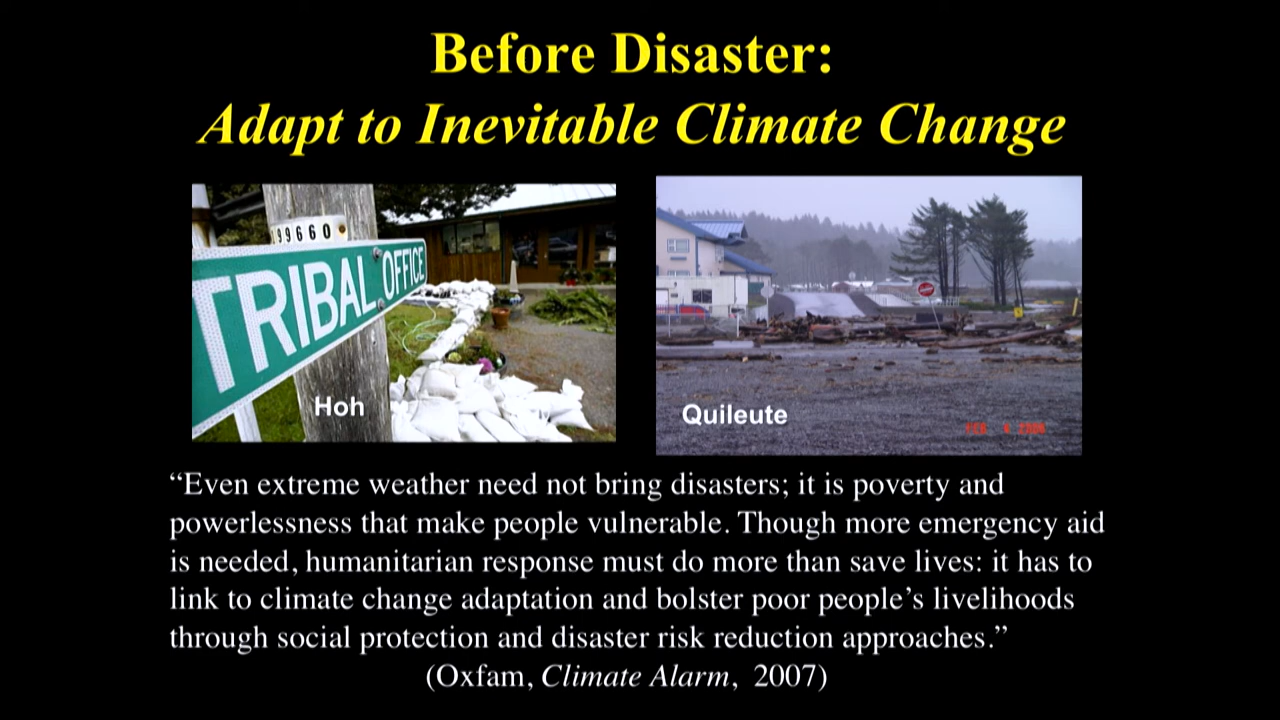 Before Disaster:
Adapt to Inevitable Climate Change
99660
TRIBAL OFFICE
Hoh
Quileute
“Even extreme weather need not bring disasters; it is poverty and
powerlessness that make people vulnerable. Though more emergency aid
is needed, humanitarian response must do more than save lives: it has to
link to climate change adaptation and bolster poor people’s livelihoods
through social protection and disaster risk reduction approaches.”
(Oxfam, Climate Alarm, 2007)